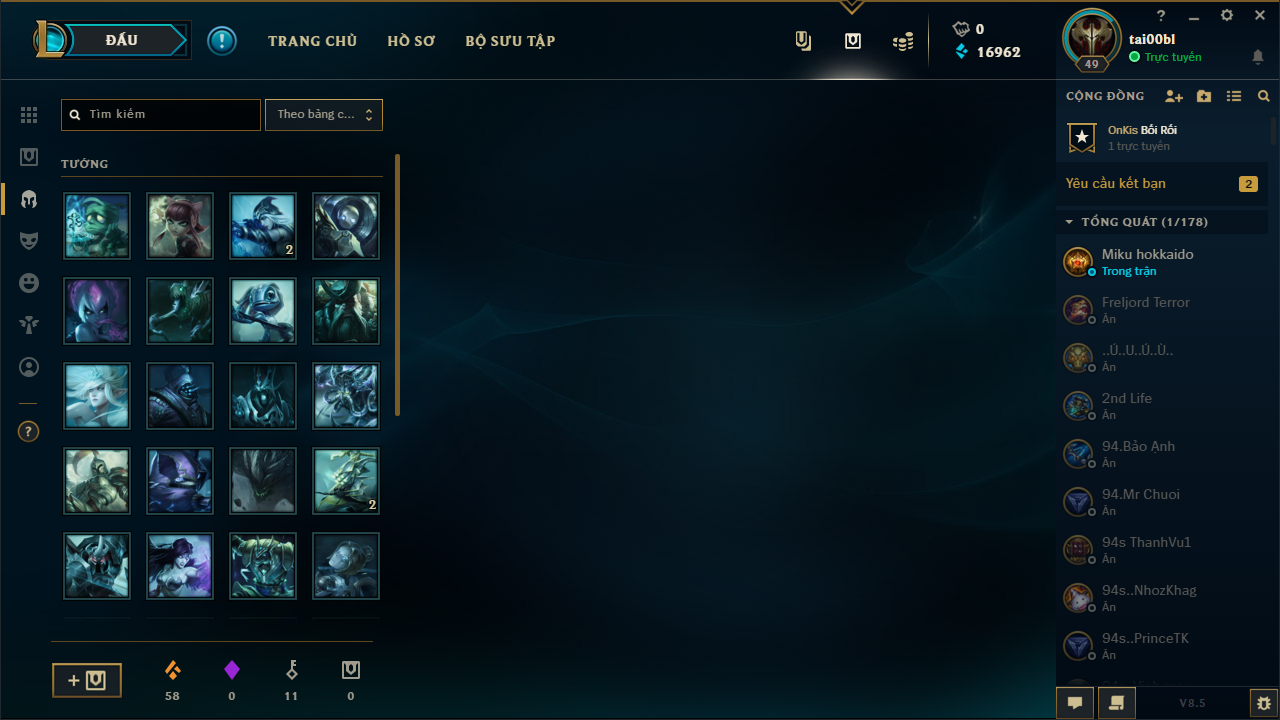 ĐẤU
TRANG CHỦ
HỒ SƠ
BỘ SƯU TẬP
0
16962
49
tai00bl
Trực tuyến
Tìm kiếm
Theo bảng c...
TƯỚNG
2
2
58
0
11
0
CỘNG ĐỒNG
OnKis Bối Rối
1 trực tuyến
Yêu cầu kết bạn
2
TỔNG QUÁT (1/178)
Miku hokkaido
Trong trận
Freljord Terror
Ẩn
..Ú..U..Ú..Ù..
Ẩn
2nd Life
Ẩn
94.Bảo Anh
Ẩn
94.Mr Chuoi
Ẩn
94s ThanhVu1
Ẩn
94s..NhozKhag
Ẩn
94s..PrinceTK
Ẩn
V8.5